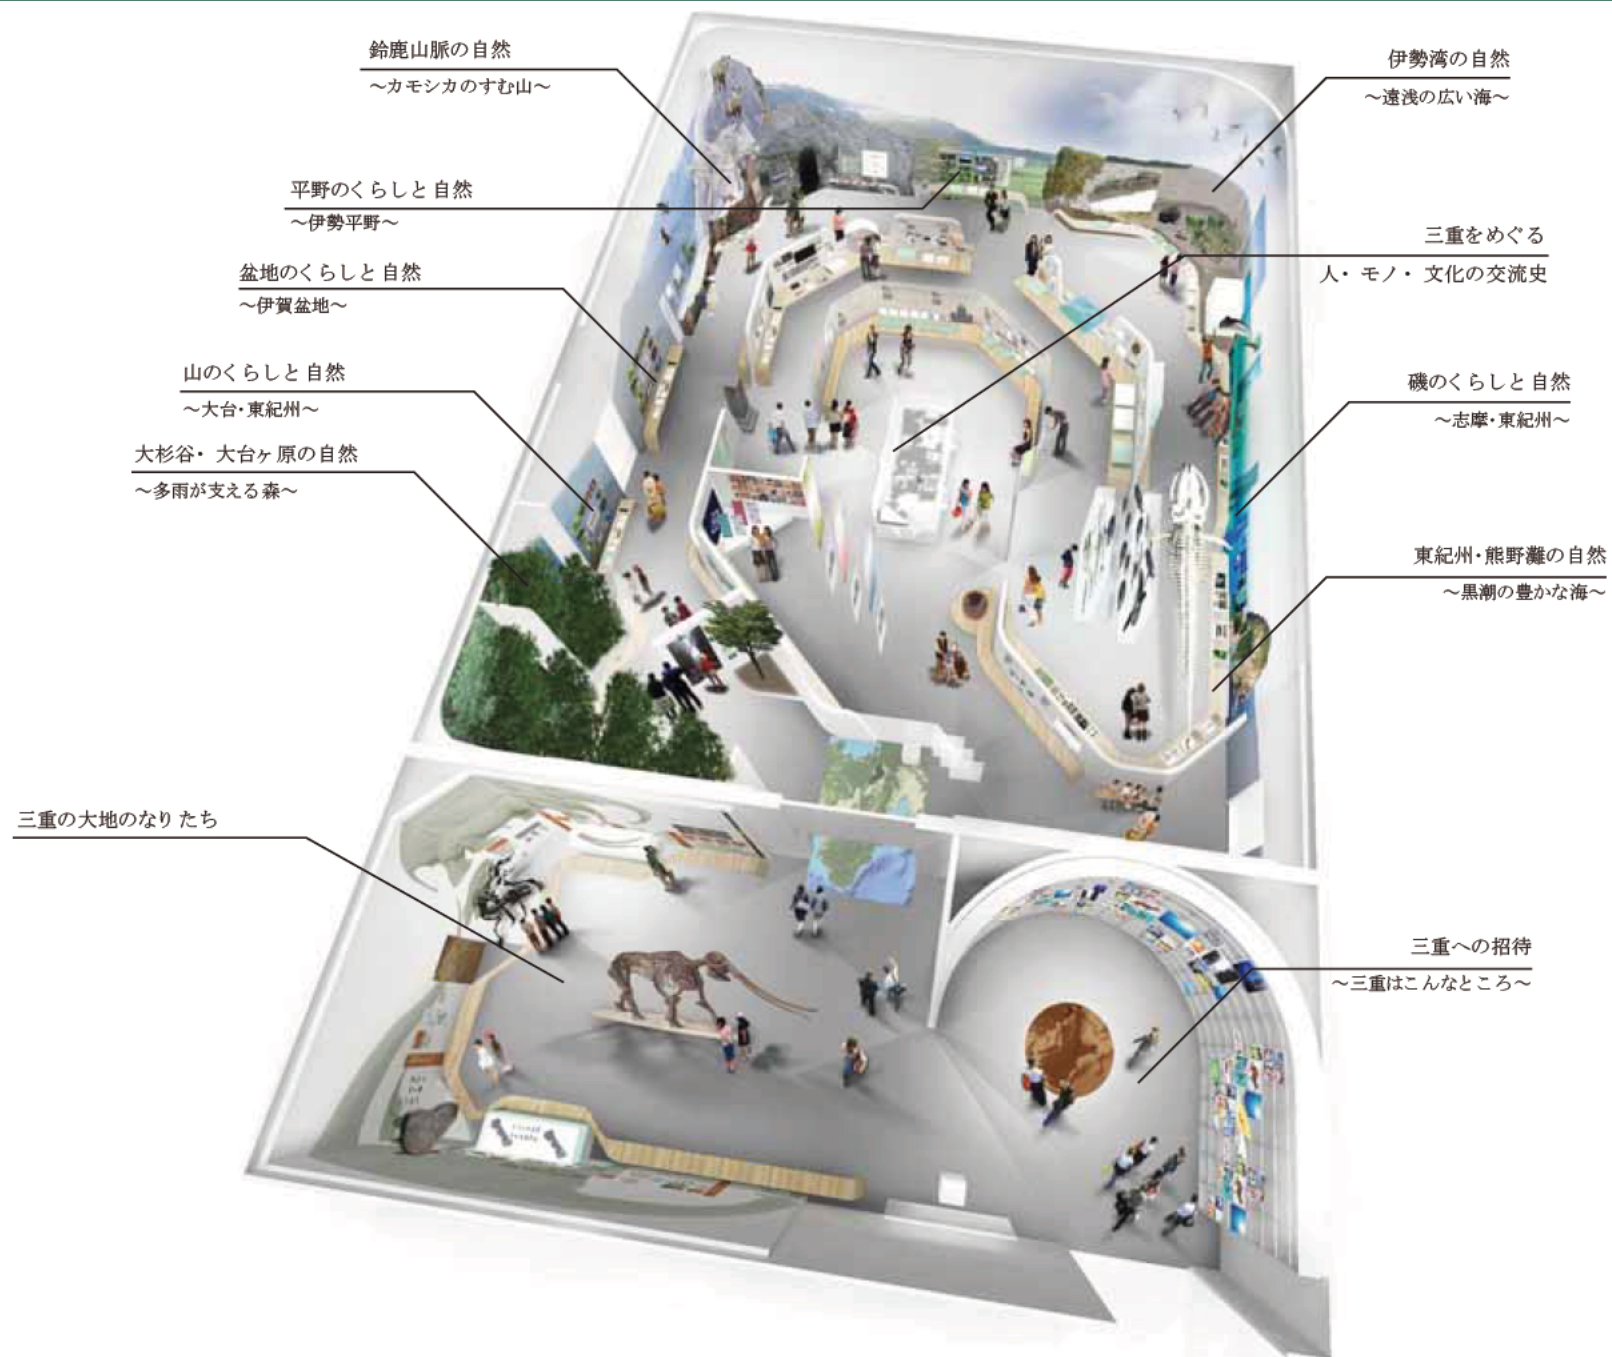 鈴鹿山脈の自然
～カモシカのすむ山～
平野のくらしと自然
～伊勢平野～
盆地のくらしと自然
～伊賀盆地～
山のくらしと自然
～大台・東紀州～
大杉谷・大台ヶ原の自然
～多雨が支える森～
三重の大地のなりたち
伊勢湾の自然
～遠浅の広い海～
三重をめぐる
人・モノ・文化の交流史
磯のくらしと自然
～志摩・東紀州～
東紀州・熊野灘の自然
～黒潮の豊かな海～
三重への招待
～三重はこんなところ～